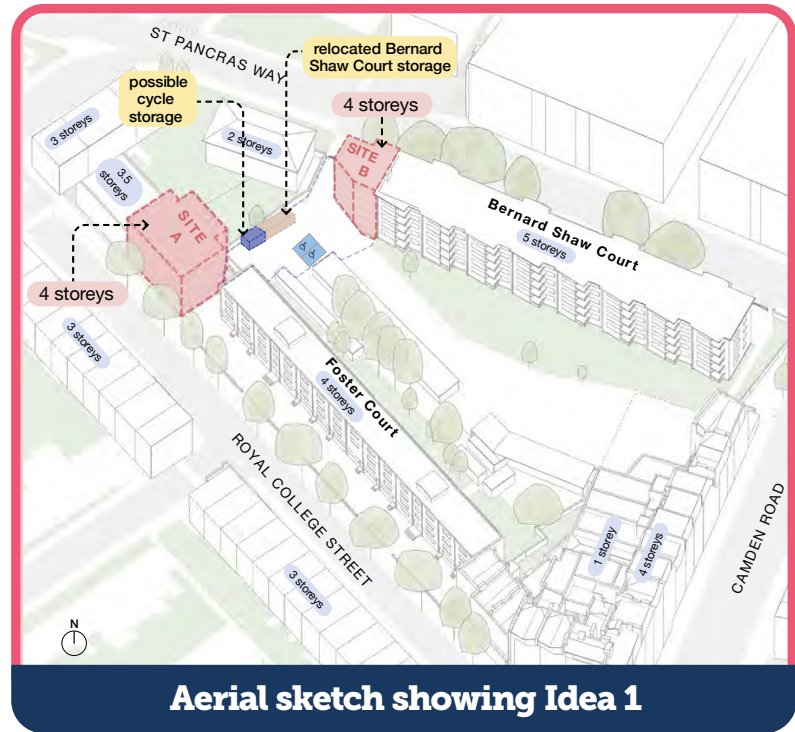 ST PANCRAS WAY
relocated Bernard
Shaw Court storage
possible
cycle
storage
4 storeys
3 storeys
2 storeys
SITE
B
3.5
storeys
SITE
A
Bernard Shaw Court
5 storeys
4 storeys
3 storeys
Foster Court
4 storeys
ROYAL COLLEGE STREET
3 storeys
1 storey
4 storeys
CAMDEN ROAD
N
Aerial sketch showing Idea 1